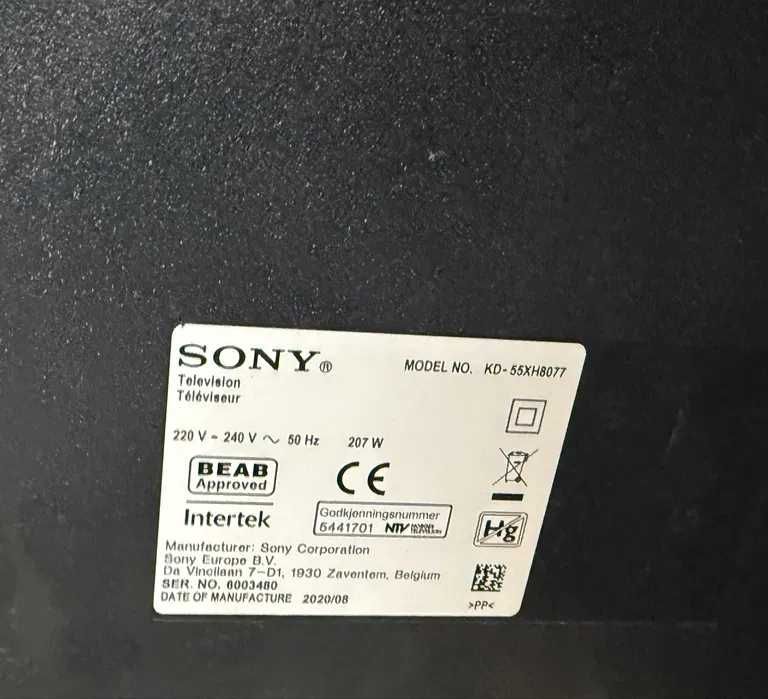 SONY®
MODEL NO. KD-55XH8077
Television
Téléviseur
220 V - 240 V ~ 50 Hz 207 W
BEAB
Approved
CE
Intertek
Godkjenningsnummer
5441701 NTV
Hg
Manufacturer: Sony Corporation
Sony Europe B.V.
Da Vincilaan 7-D1, 1930 Zaventem, Belgium
SER. NO. 6003480
DATE OF MANUFACTURE 2020/08
>PP<